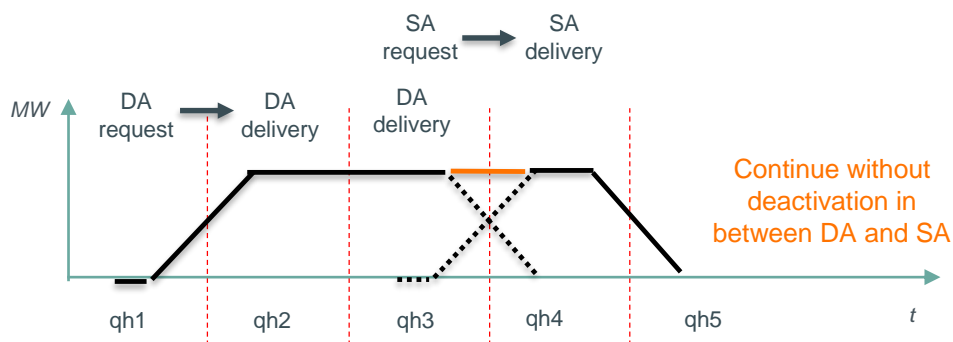 SA
request
SA
delivery
MW
DA
request
DA
delivery
DA
delivery
Continue without
deactivation in
between DA and SA
qh1
qh2
qh3
qh4
qh5
t